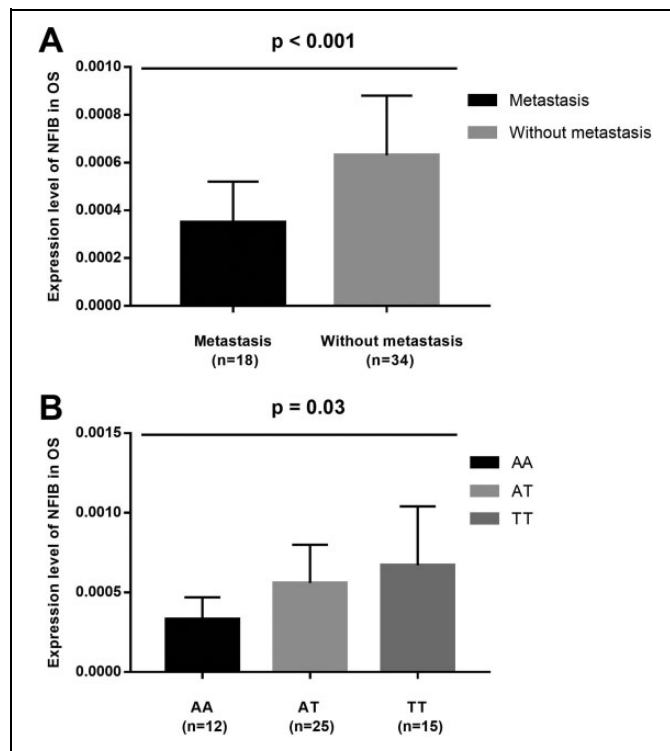 A
p < 0.001
Expression level of NFIB in OS
0.0010
0.0008
0.0006
0.0004
0.0002
0.0000
Metastasis
Without metastasis
Metastasis
(n=18)
Without metastasis
(n=34)
B
p = 0.03
Expression level of NFIB in OS
0.0015
0.0010
0.0005
0.0000
AA
AT
TT
AA
(n=12)
AT
(n=25)
TT
(n=15)